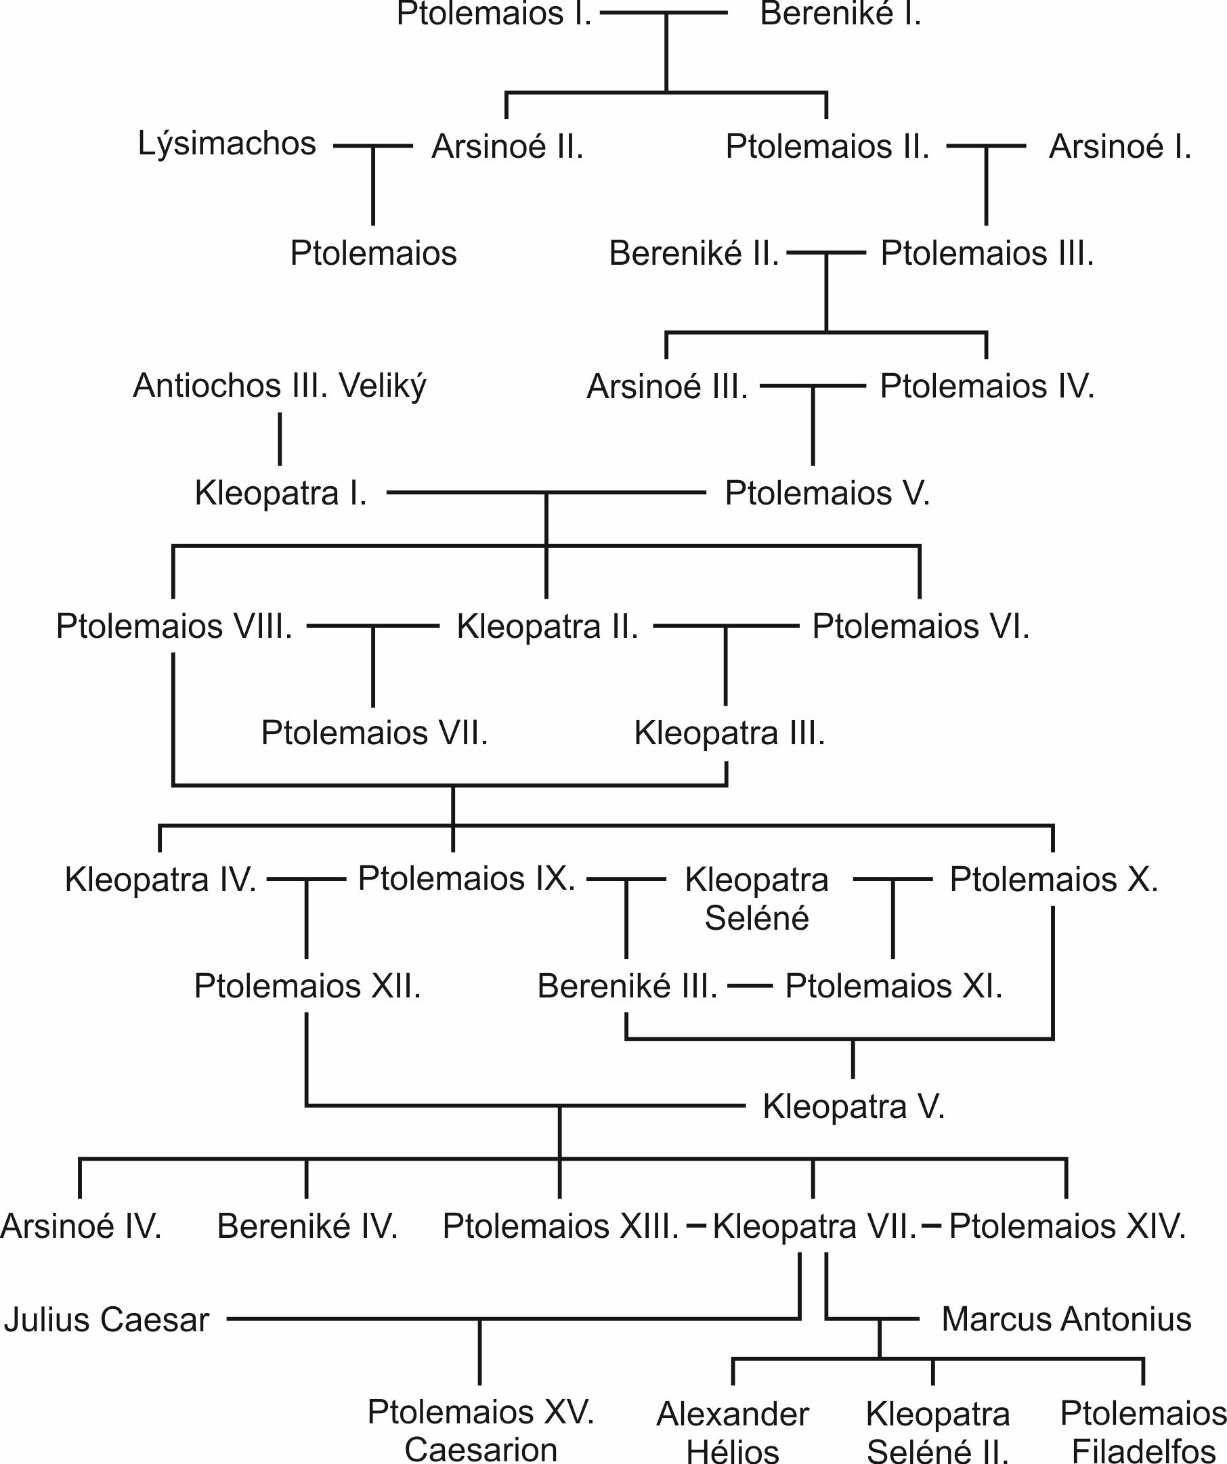 Ptolemaios I. Bereniké I.
Lýsimachos Arsinoé II. Ptolemaios II. Arsinoé I.
Ptolemaios Bereniké II. Ptolemaios III.
Antiochos III. Veliký Arsinoé III. Ptolemaios IV.
Kleopatra I. Ptolemaios V.
Ptolemaios VIII. Kleopatra II. Ptolemaios VI.
Ptolemaios VII. Kleopatra III.
Kleopatra IV. Ptolemaios IX. Kleopatra Ptolemaios X.
Seléné
Ptolemaios XII. Bereniké III. Ptolemaios XI.
Kleopatra V.
Arsinoé IV. Bereniké IV. Ptolemaios XIII. Kleopatra VII. Ptolemaios XIV.
Julius Caesar Marcus Antonius
Ptolemaios XV. Alexander Kleopatra Ptolemaios
Caesarion Hélios Seléné II. Filadelfos